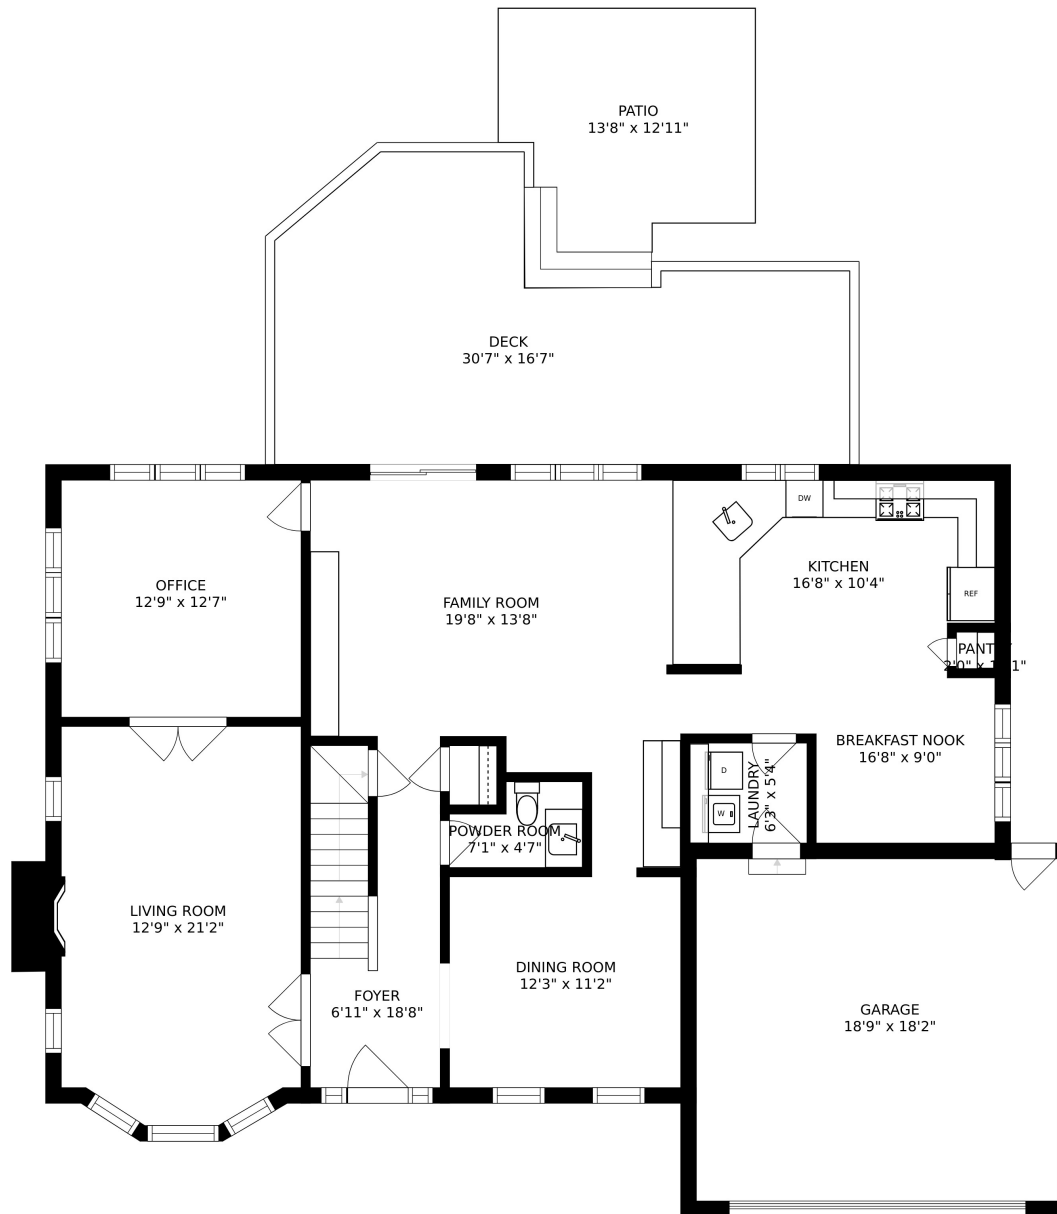 PATIO
13'8" x 12'11"
DECK
30'7" x 16'7"
DW
KITCHEN
16'8" x 10'4"
REF
OFFICE
12'9" x 12'7"
FAMILY ROOM
19'8" x 13'8"
BREAKFAST NOOK
16'8" x 9'0"
D
W
LAUNDRY
6'3" x 5'4"
POWDER ROOM
7'1" x 4'7"
LIVING ROOM
12'9" x 21'2"
DINING ROOM
12'3" x 11'2"
FOYER
6'11" x 18'8"
GARAGE
18'9" x 18'2"